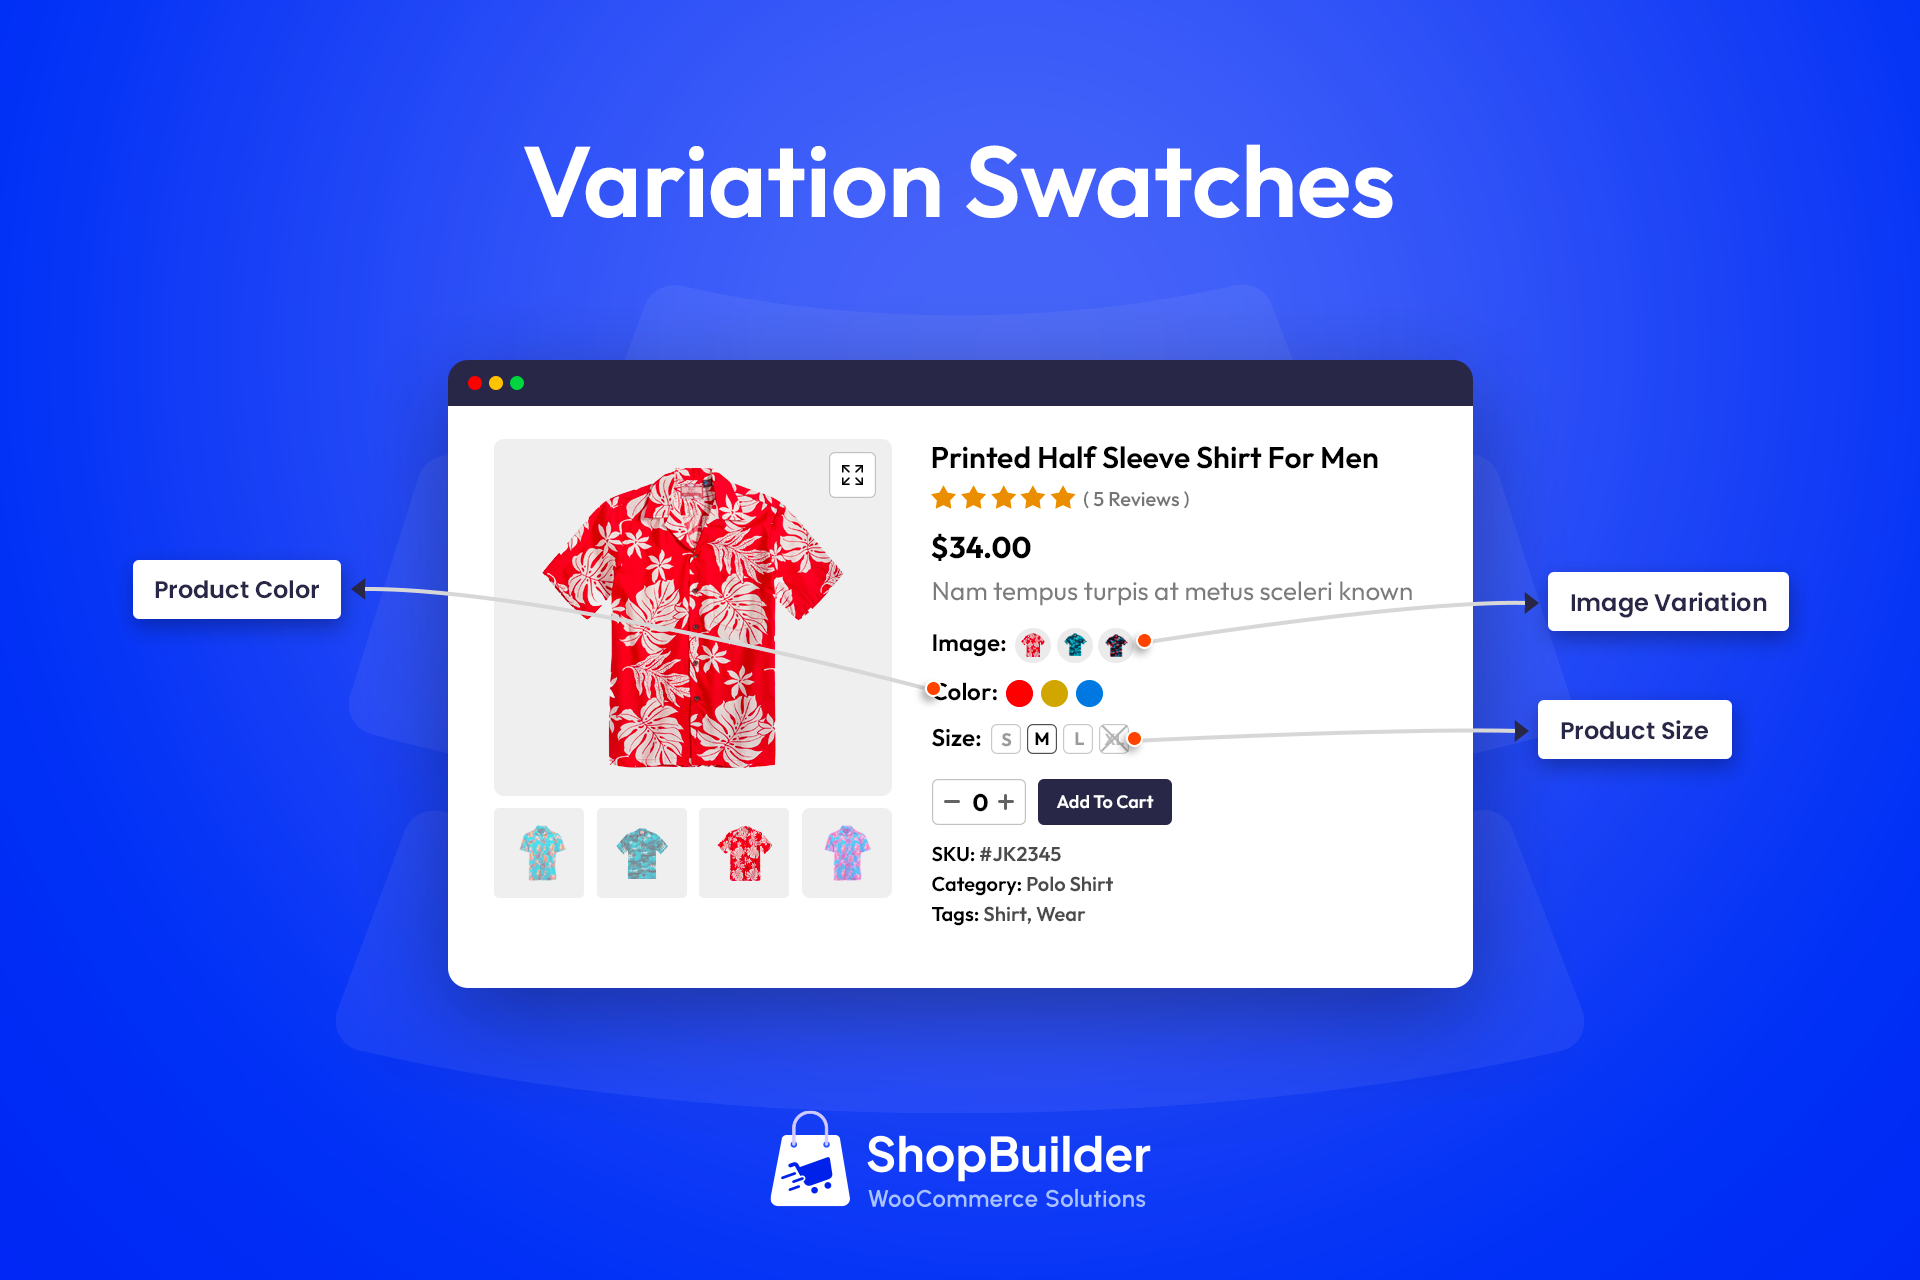 Variation Swatches
Printed Half Sleeve Shirt For Men
( 5 Reviews )
$34.00
Nam tempus turpis at metus sceleri known
Image:
Color:
Size: S M L XL
0
Add To Cart
SKU: #JK2345
Category: Polo Shirt
Tags: Shirt, Wear
Product Color
Image Variation
Product Size
ShopBuilder
WooCommerce Solutions